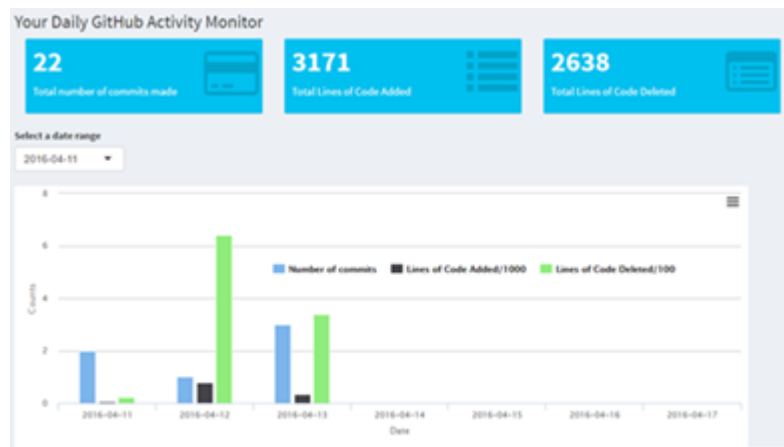 Your Daily GitHub Activity Monitor
22
Total number of commits made
3171
Total Lines of Code Added
2638
Total Lines of Code Deleted
Select a date range
2016-04-11
8
6
4
2
0
Counts
Number of commits
Lines of Code Added/1000
Lines of Code Deleted/100
2016-04-11
2016-04-12
2016-04-13
2016-04-14
2016-04-15
2016-04-16
2016-04-17
Date